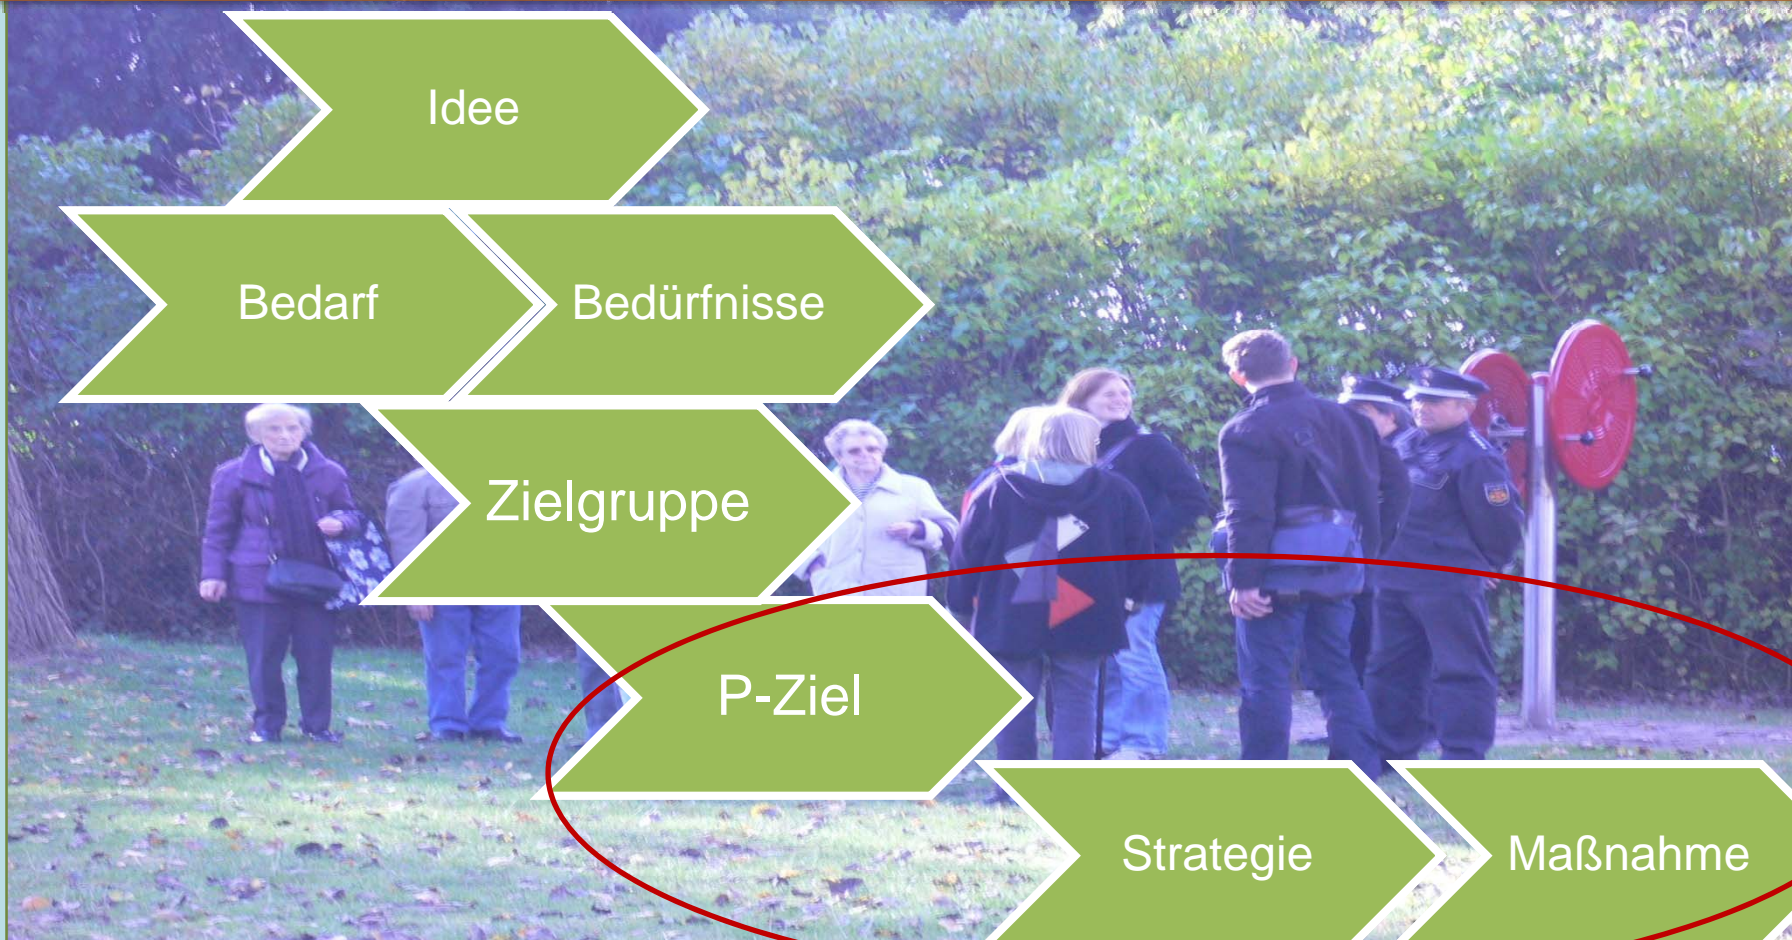 Idee
Bedarf
Bedürfnisse
Zielgruppe
P-Ziel
Strategie
Maßnahme